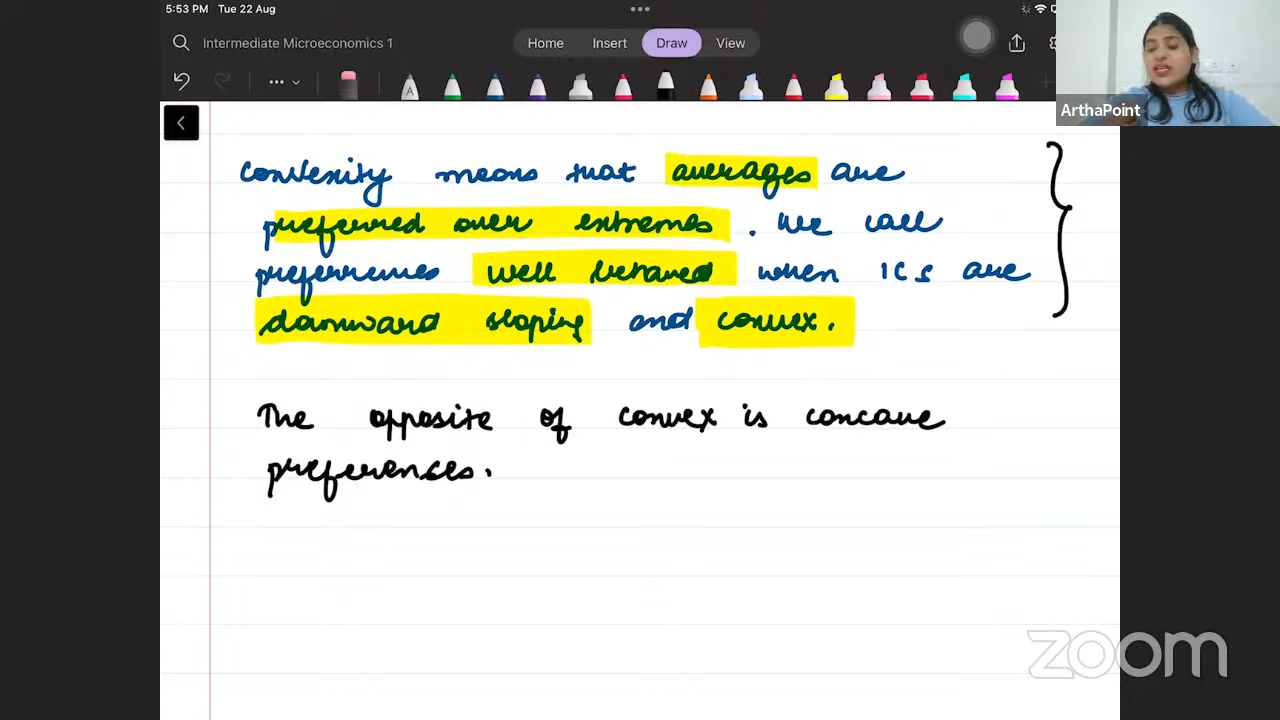 5:53 PM Tue 22 Aug
Intermediate Microeconomics 1
Home Insert Draw View
A
ArthaPoint
convexity means that averages are
preferred over extremes. We call
preferences well behaved when ICs are
downward sloping and convex.
The opposite of convex is concave
preferences.
zoom